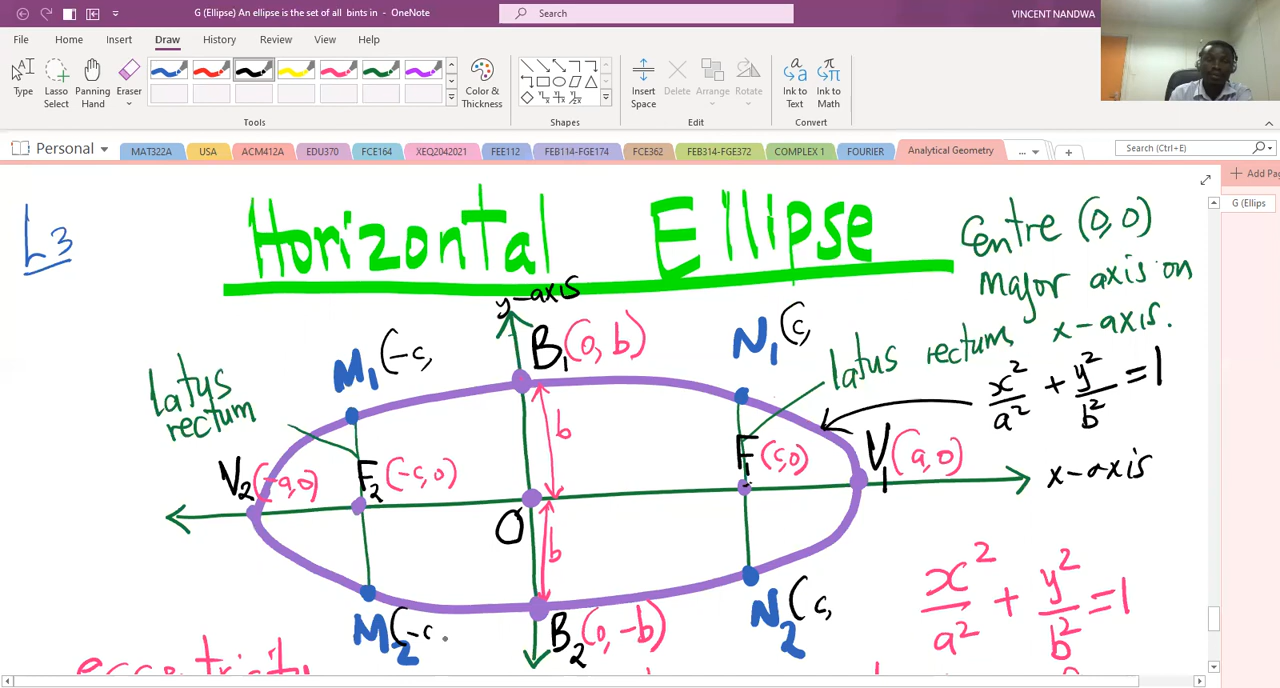 G (Ellipse) An ellipse is the set of all bints in - OneNote
Search
VINCENT NANDWA
File Home Insert Draw History Review View Help
Type
Lasso Select
Panning Hand
Eraser
Color & Thickness
Insert Space
Delete
Arrange
Rotate
Ink to Text
Ink to Math
Tools
Shapes
Edit
Convert
Personal
MAT322A USA ACM412A EDU370 FCE164 XEQ2042021 FEE112 FEB114-FGE174 FCE362 FEB314-FGE372 COMPLEX 1 FOURIER Analytical Geometry ...
Search (Ctrl+E)
Add Pag
G (Ellips
L3
Horizontal Ellipse
Centre (0,0)
major axis on
x-axis.
y-axis
B₁(0, b)
M₁(-c,
N₁(c,
latus rectum
latus
rectum
x²/a² + y²/b² = 1
b
V₂(-a,0)
F₂(-c,0)
F₁(c,0)
V₁(a,0)
x-axis
O
b
M₂(-c
B₂(0,-b)
N₂(c,
x²/a² + y²/b² = 1
eccentricity